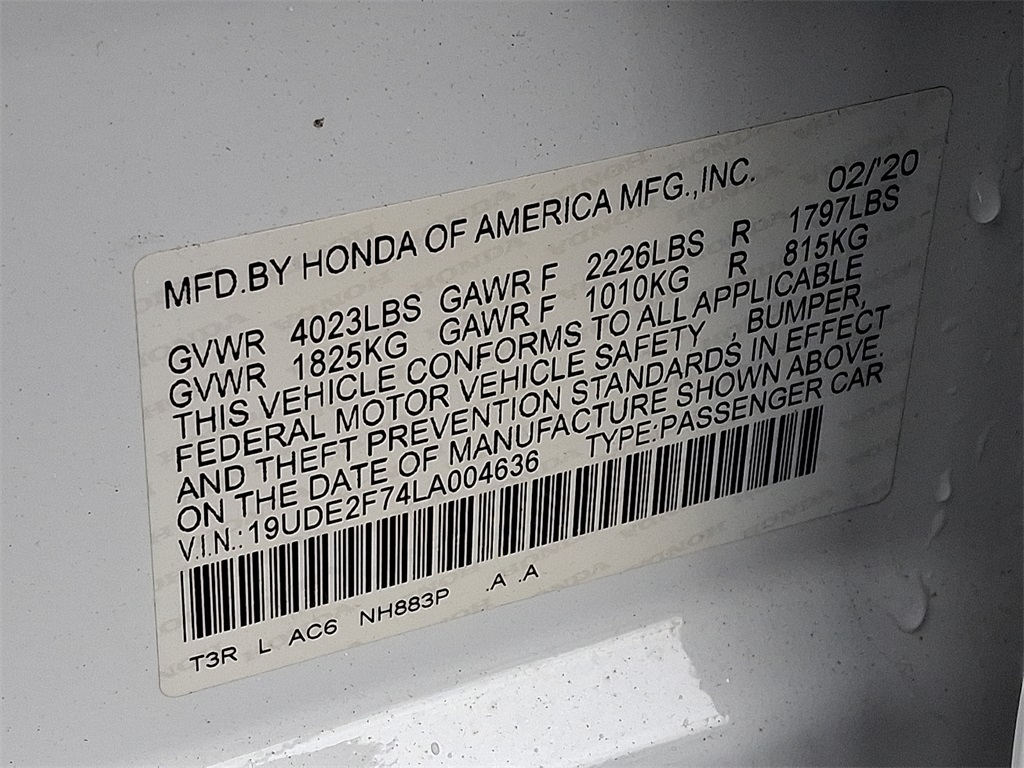 MFD.BY HONDA OF AMERICA MFG.,INC. 02/'20
GVWR 4023LBS GAWR F 2226LBS R 1797LBS
GVWR 1825KG GAWR F 1010KG R 815KG
THIS VEHICLE CONFORMS TO ALL APPLICABLE
FEDERAL MOTOR VEHICLE SAFETY , BUMPER,
AND THEFT PREVENTION STANDARDS IN EFFECT
ON THE DATE OF MANUFACTURE SHOWN ABOVE.
V.I.N.: 19UDE2F74LA004636 TYPE:PASSENGER CAR
T3R L AC6 NH883P .A .A